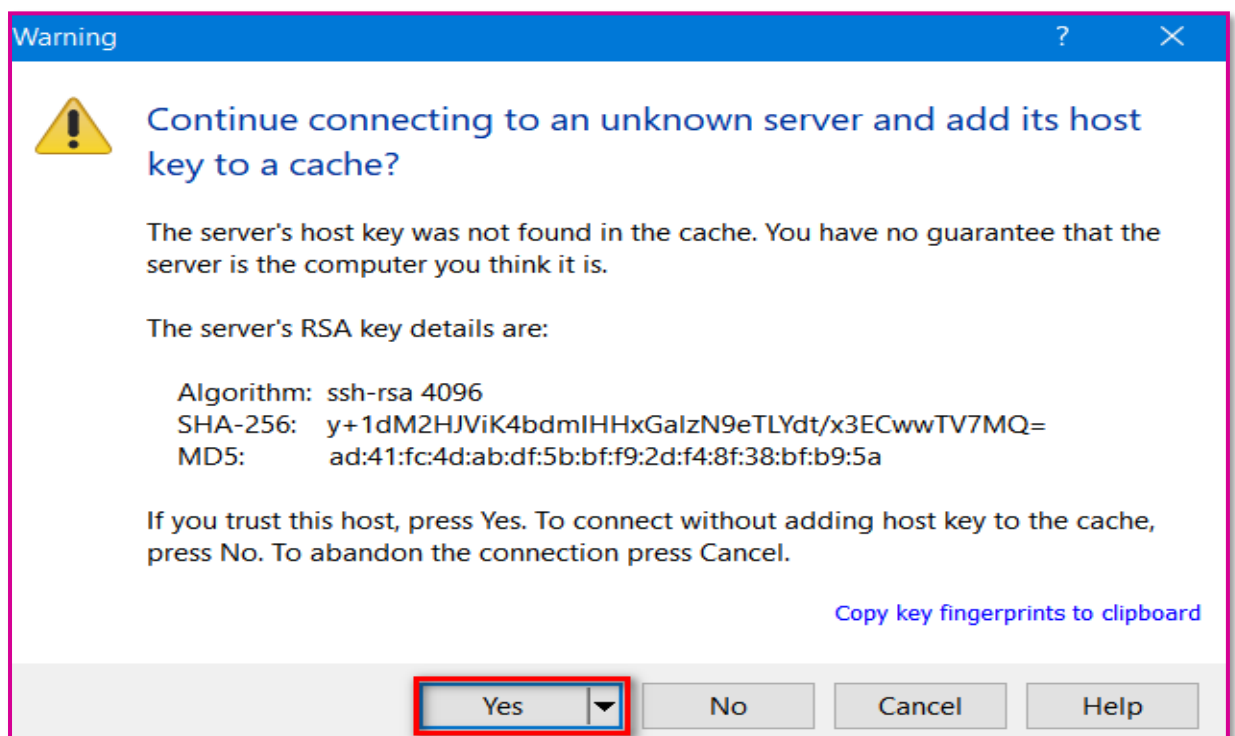 Warning ?
Continue connecting to an unknown server and add its host
key to a cache?
The server's host key was not found in the cache. You have no guarantee that the
server is the computer you think it is.
The server's RSA key details are:
Algorithm: ssh-rsa 4096
SHA-256: y+1dM2HJViK4bdmIHHxGaIzN9eTLYdt/x3ECwwTV7MQ=
MD5: ad:41:fc:4d:ab:df:5b:bf:f9:2d:f4:8f:38:bf:b9:5a
If you trust this host, press Yes. To connect without adding host key to the cache,
press No. To abandon the connection press Cancel.
Copy key fingerprints to clipboard
Yes No Cancel Help